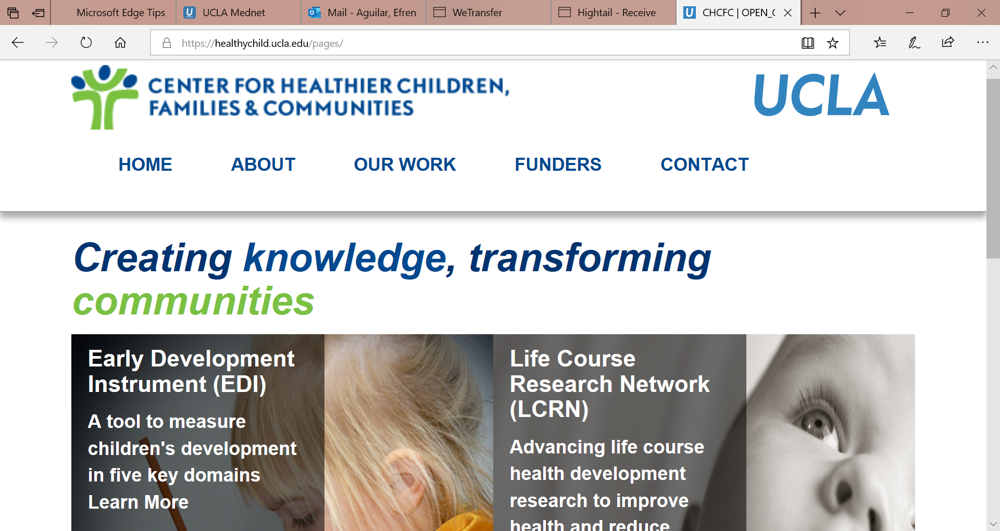 Microsoft Edge Tips
UCLA Mednet
Mail - Aguilar, Efren
WeTransfer
Hightail - Receive
CHCFC | OPEN_
https://healthychild.ucla.edu/pages/
CENTER FOR HEALTHIER CHILDREN,
FAMILIES & COMMUNITIES
UCLA
HOME
ABOUT
OUR WORK
FUNDERS
CONTACT
Creating knowledge, transforming
communities
Early Development
Instrument (EDI)
A tool to measure
children's development
in five key domains
Learn More
Life Course
Research Network
(LCRN)
Advancing life course
health development
research to improve
health and reduce